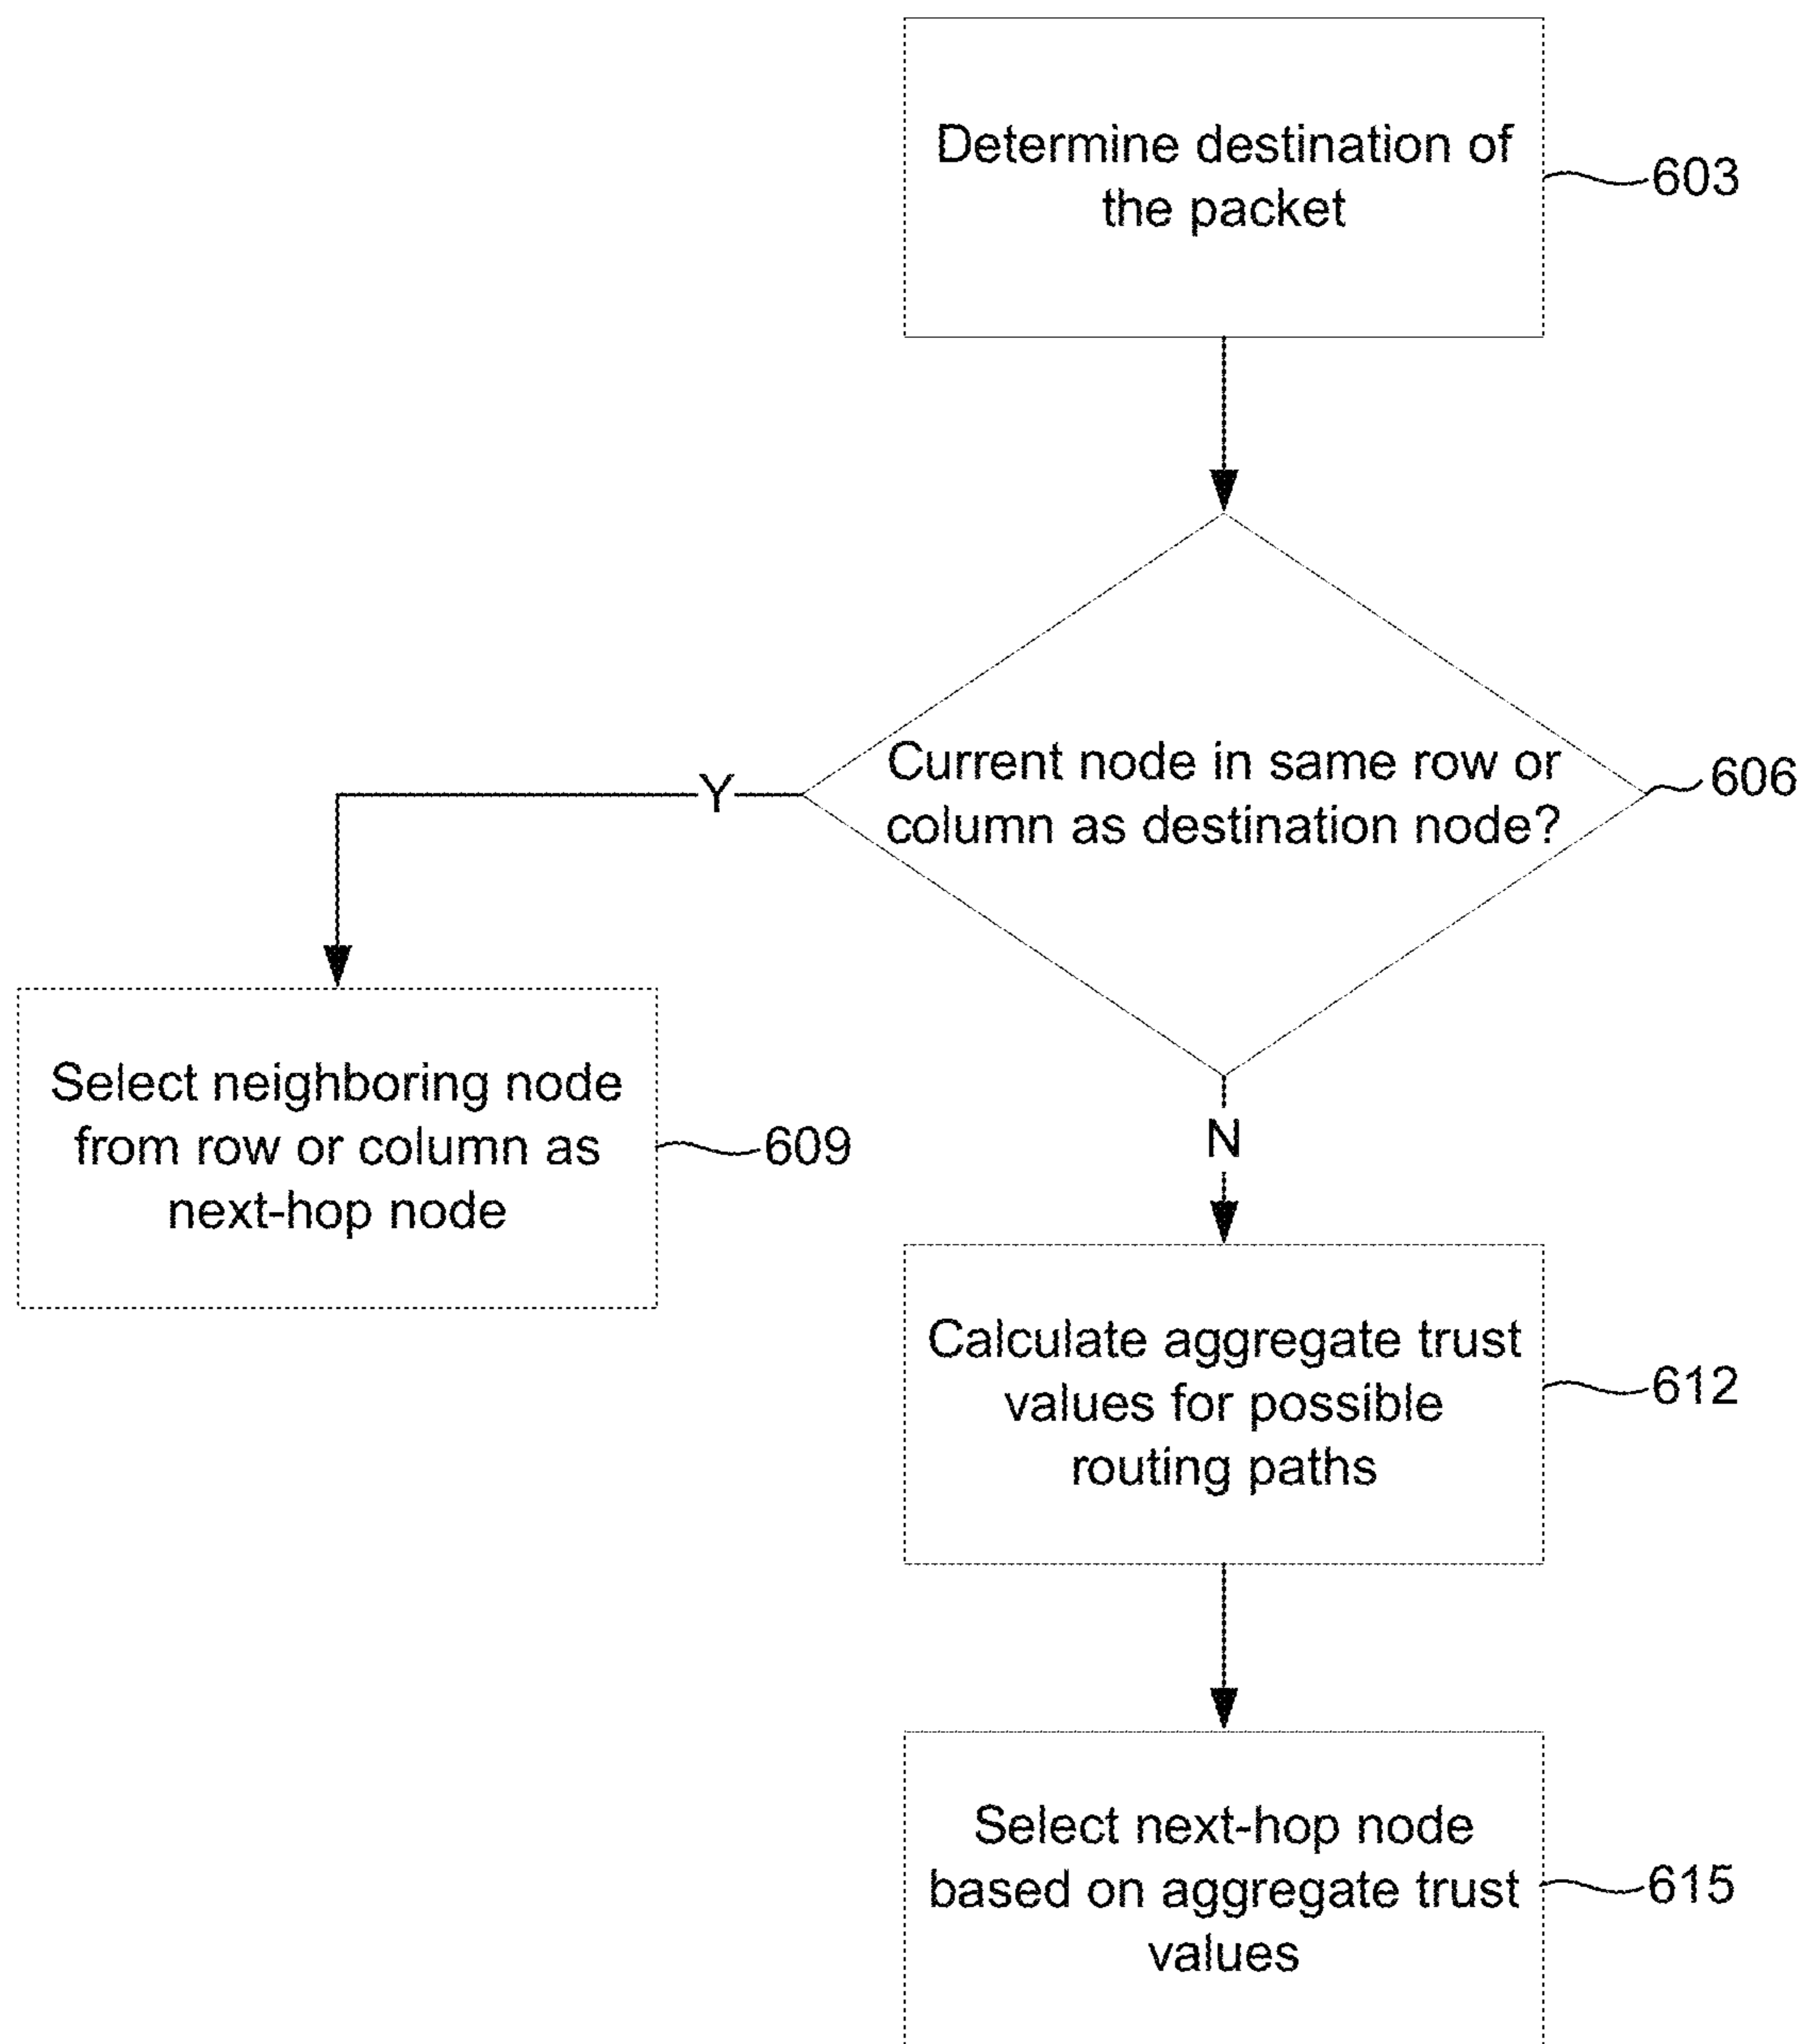 Determine destination of
the packet
603
Current node in same row or
column as destination node?
606
Y
Select neighboring node
from row or column as
next-hop node
609
N
Calculate aggregate trust
values for possible
routing paths
612
Select next-hop node
based on aggregate trust
values
615